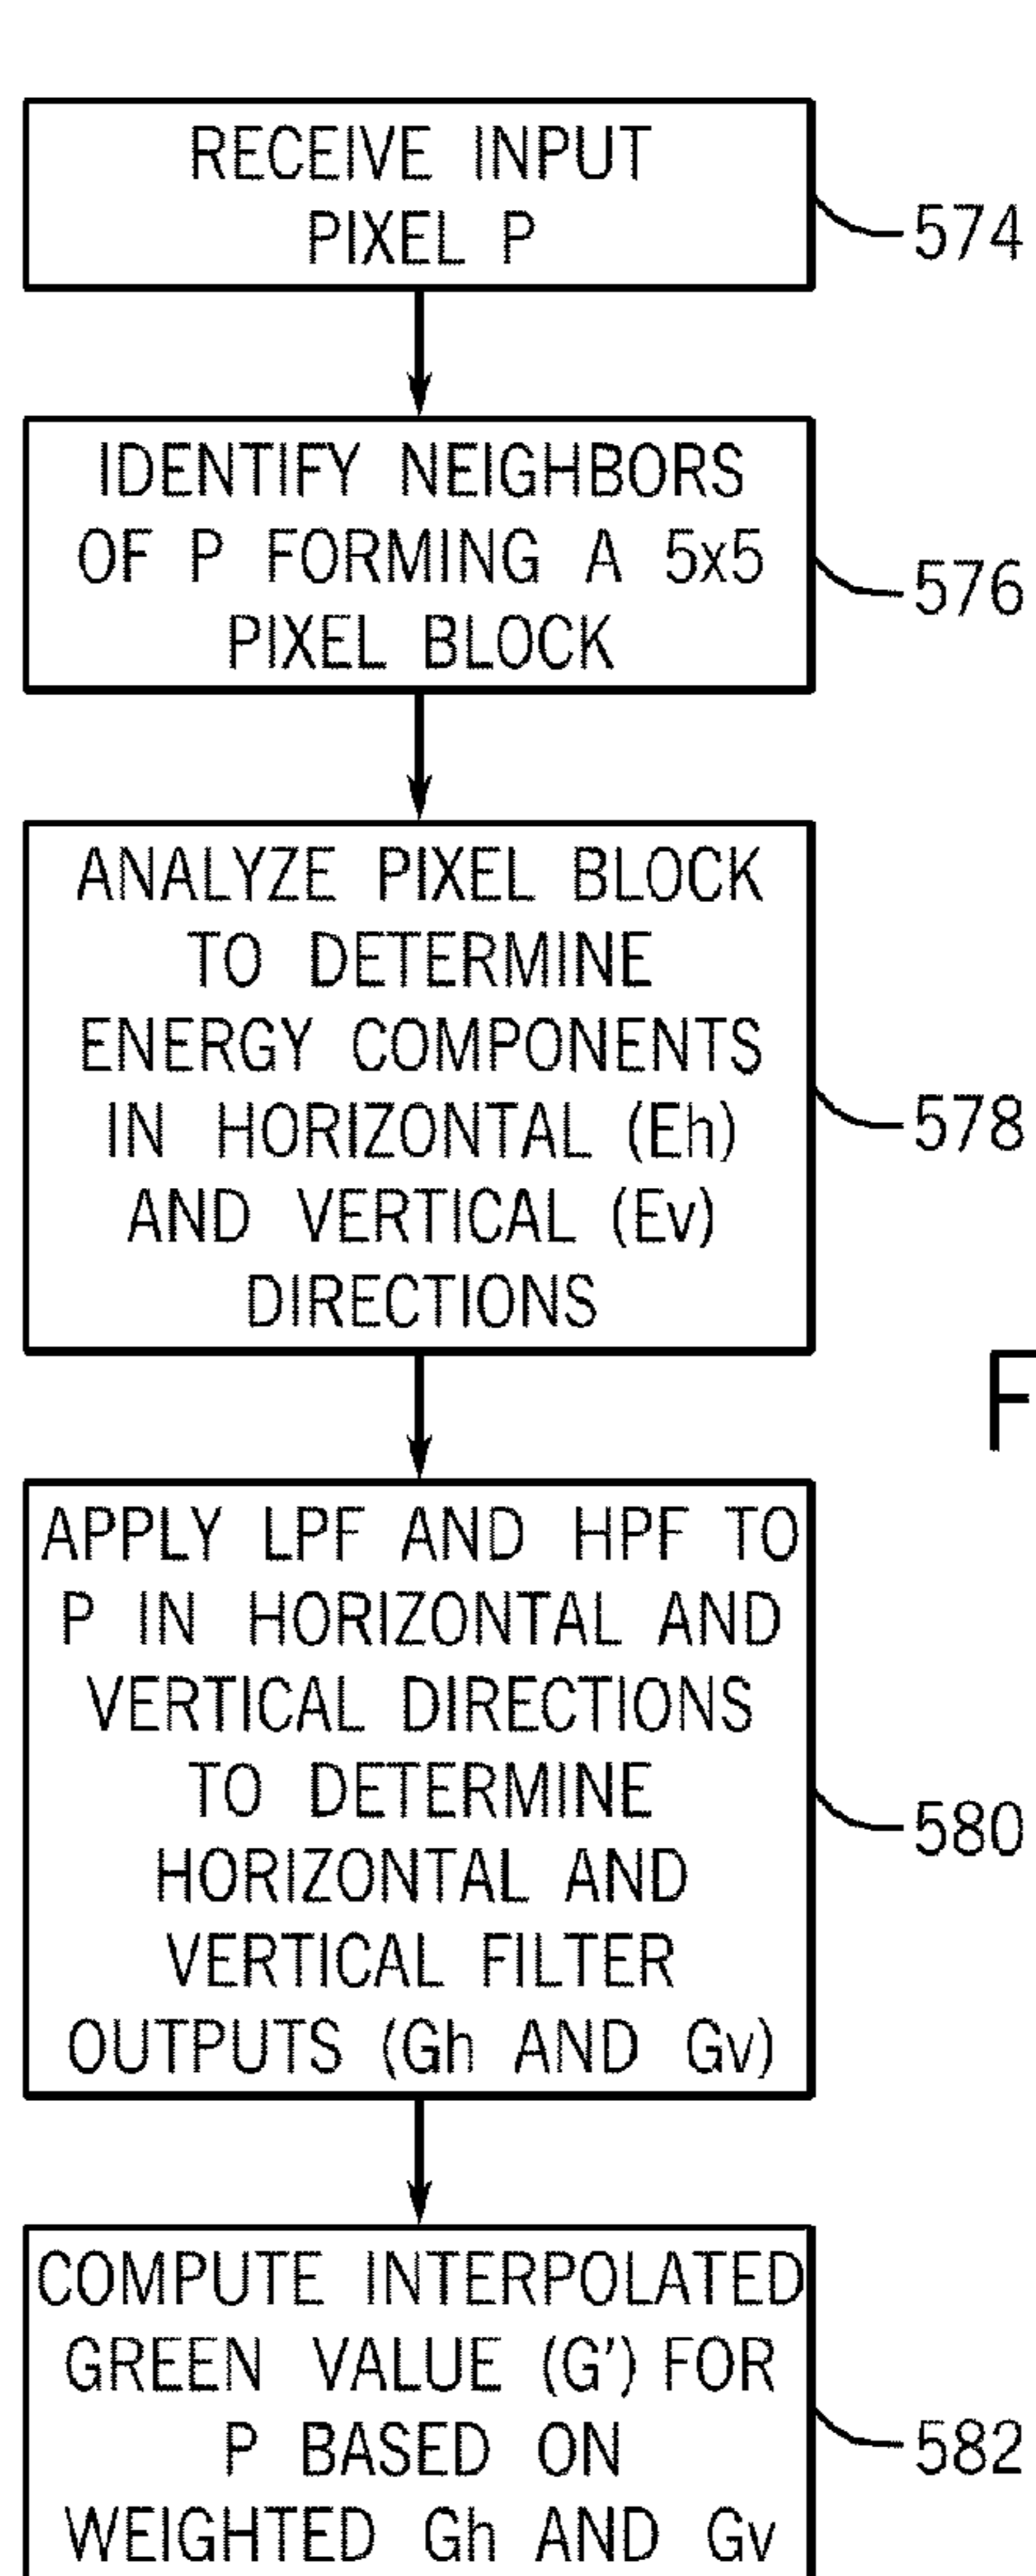 RECEIVE INPUT
PIXEL P
574
IDENTIFY NEIGHBORS
OF P FORMING A 5x5
PIXEL BLOCK
576
ANALYZE PIXEL BLOCK
TO DETERMINE
ENERGY COMPONENTS
IN HORIZONTAL (Eh)
AND VERTICAL (Ev)
DIRECTIONS
578
F
APPLY LPF AND HPF TO
P IN HORIZONTAL AND
VERTICAL DIRECTIONS
TO DETERMINE
HORIZONTAL AND
VERTICAL FILTER
OUTPUTS (Gh AND Gv)
580
COMPUTE INTERPOLATED
GREEN VALUE (G') FOR
P BASED ON
WEIGHTED Gh AND Gv
582